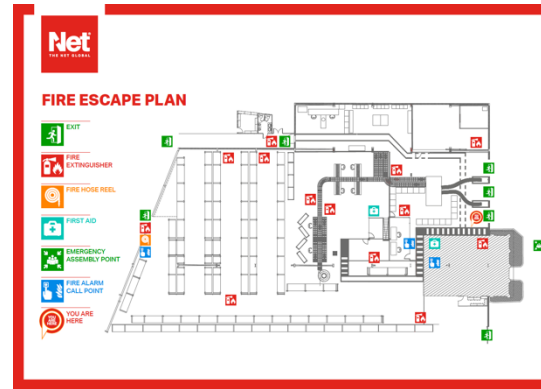 Net
THE NET GLOBAL
FIRE ESCAPE PLAN
EXIT
FIRE
EXTINGUISHER
FIRE HOSE REEL
FIRST AID
EMERGENCY
ASSEMBLY POINT
FIRE ALARM
CALL POINT
YOU ARE
HERE